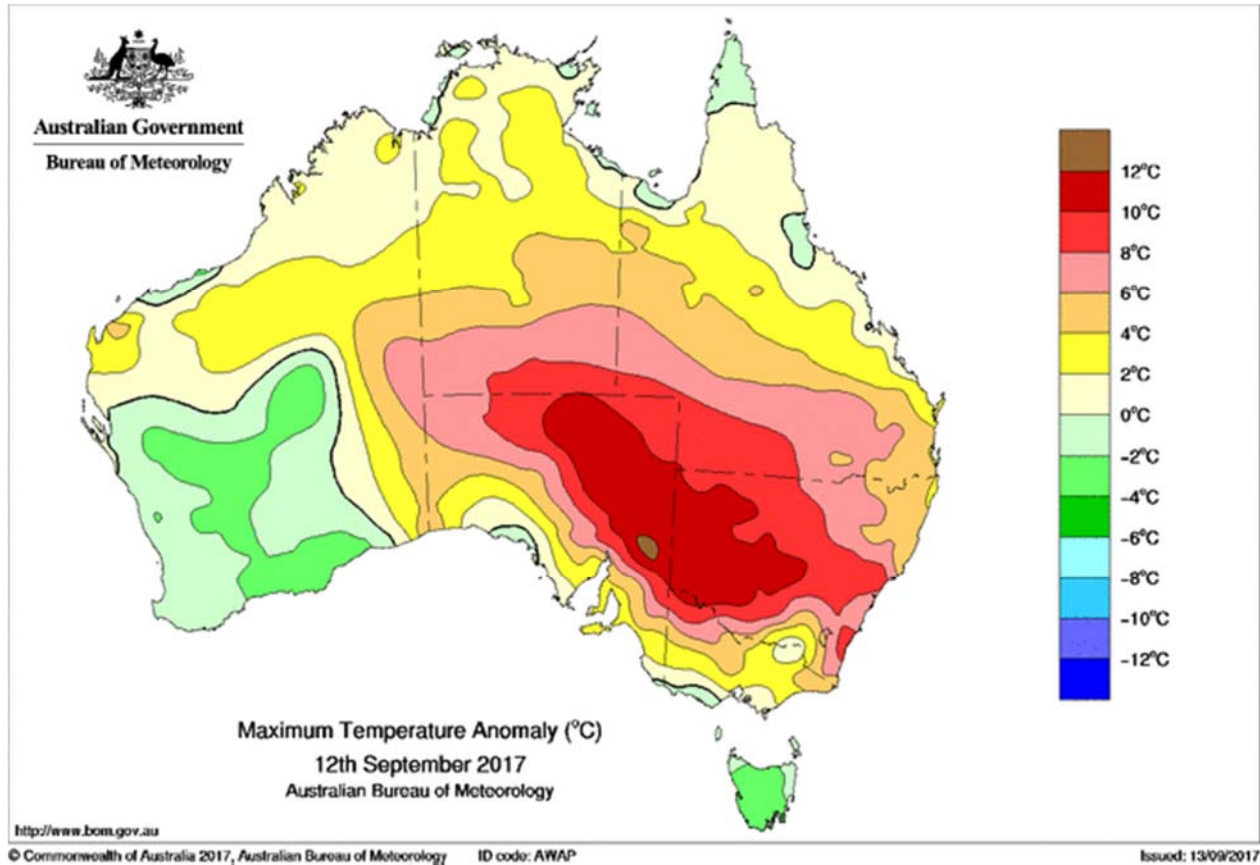 Australian Government
Bureau of Meteorology
12°C
10°C
8°C
6°C
4°C
2°C
0°C
-2°C
-4°C
-6°C
-8°C
-10°C
-12°C
Maximum Temperature Anomaly (°C)
12th September 2017
Australian Bureau of Meteorology
http://www.bom.gov.au
© Commonwealth of Australia 2017, Australian Bureau of Meteorology ID code: AWAP Issued: 13/09/2017